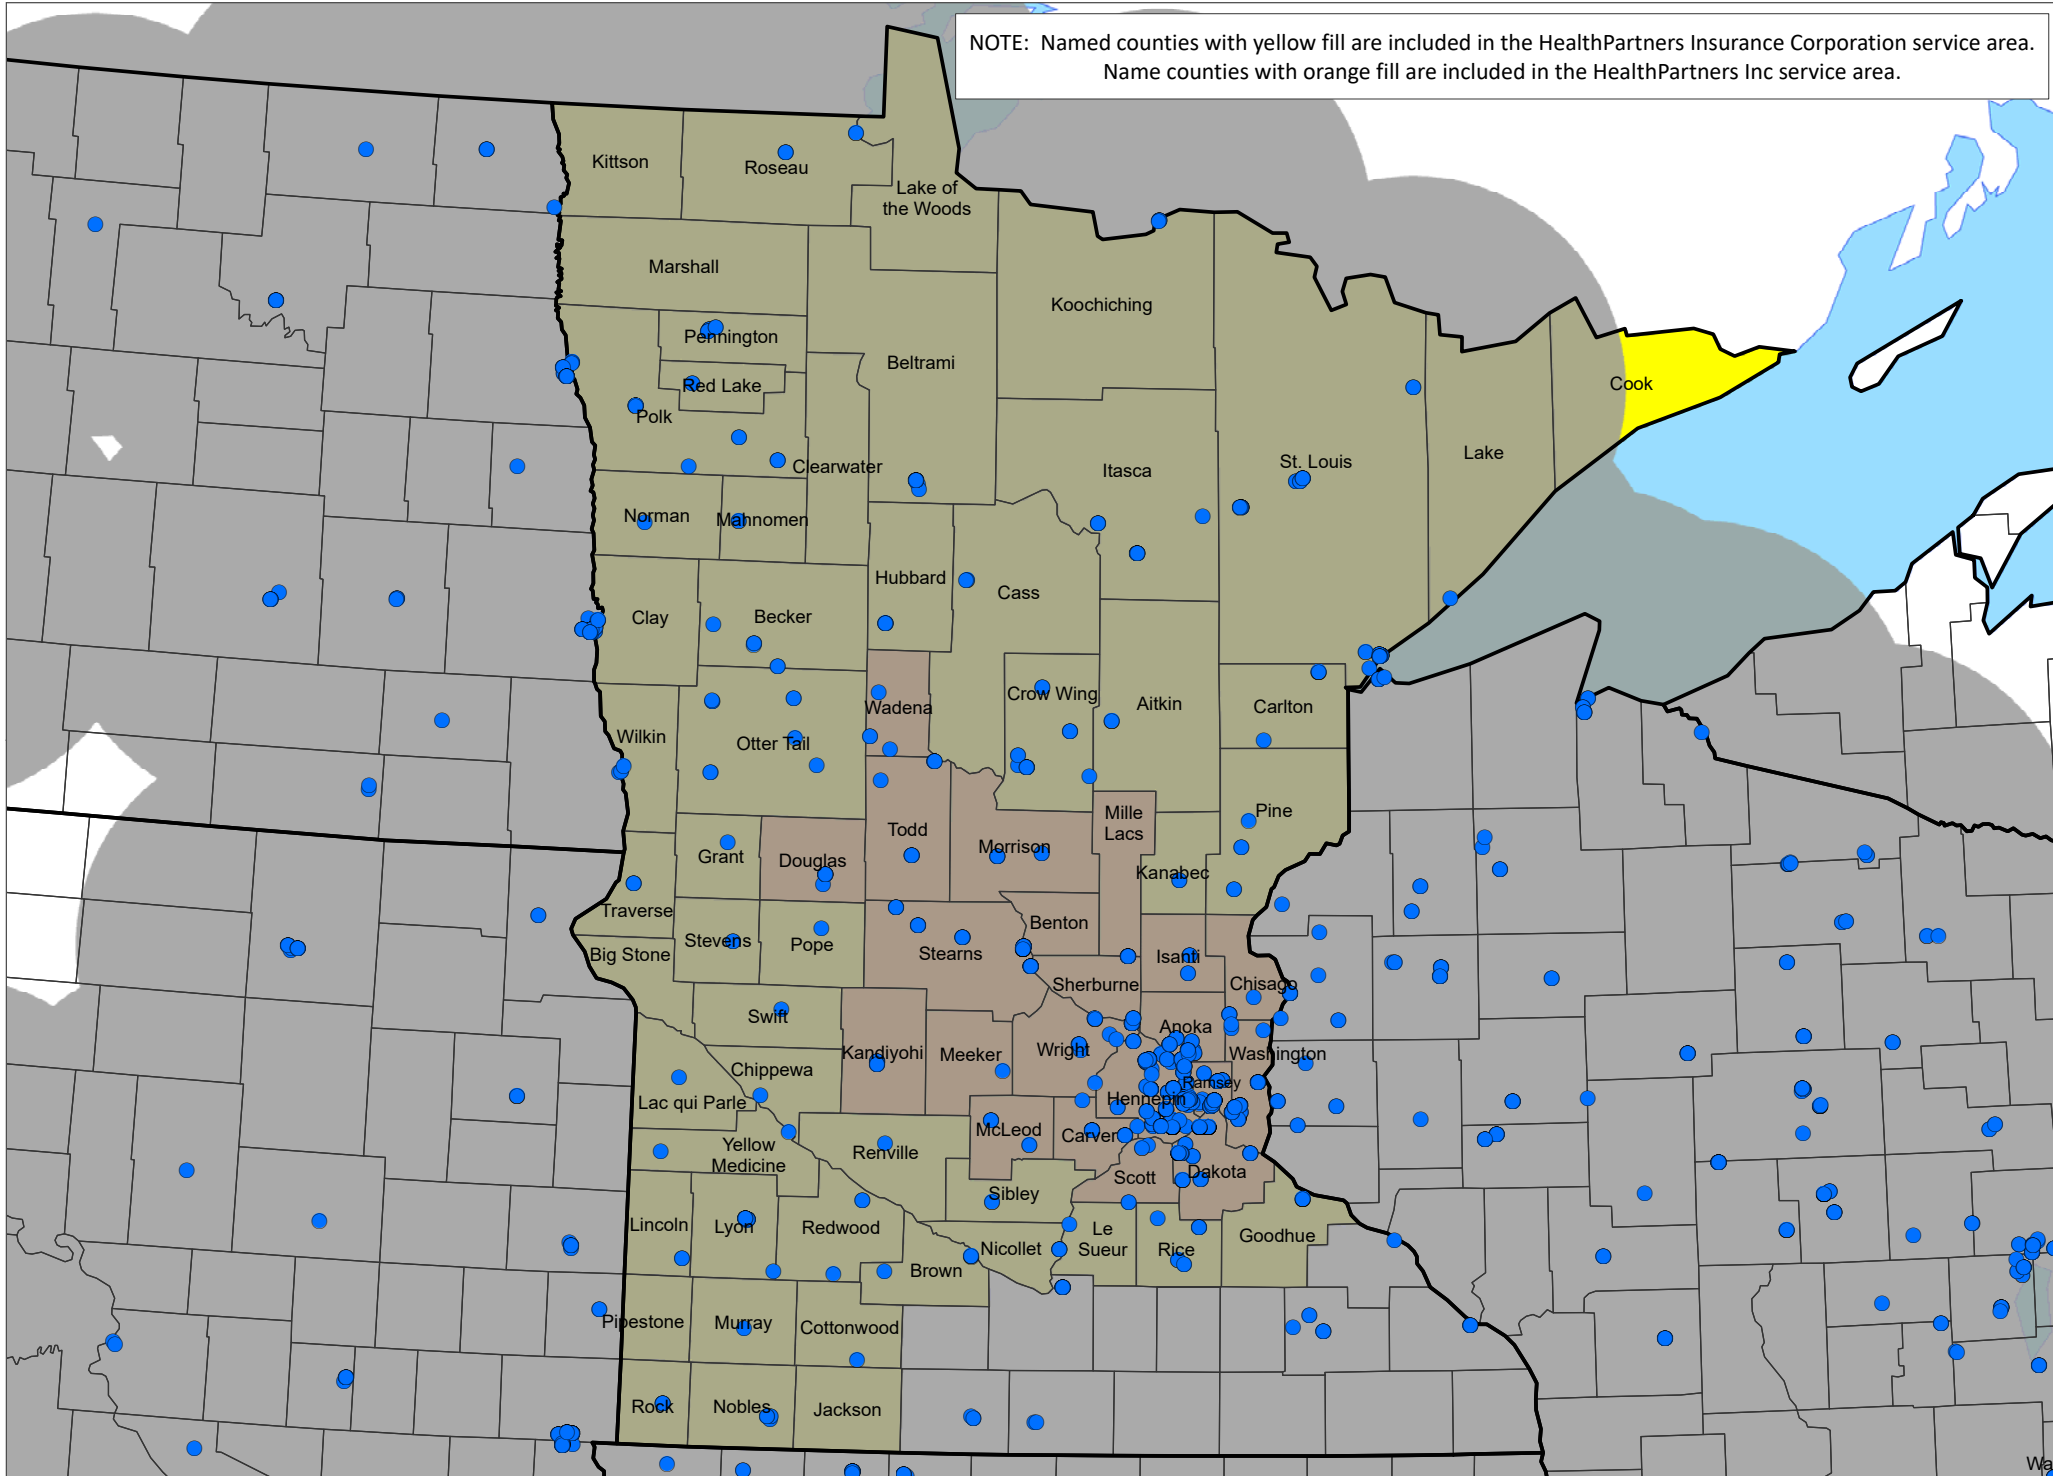 NOTE: Named counties with yellow fill are included in the HealthPartners Insurance Corporation service area.
Name counties with orange fill are included in the HealthPartners Inc service area.
Kittson
Roseau
Lake of
the Woods
Marshall
Koochiching
Pennington
Beltrami
Red Lake
Cook
Polk
Clearwater
Itasca
St. Louis
Lake
Norman
Mahnomen
Hubbard
Cass
Clay
Becker
Crow Wing
Wadena
Aitkin
Carlton
Wilkin
Otter Tail
Mille
Lacs
Pine
Todd
Morrison
Grant
Douglas
Kanabec
Traverse
Benton
Stevens
Pope
Stearns
Big Stone
Isanti
Sherburne
Chisago
Swift
Anoka
Kandiyohi
Meeker
Wright
Washington
Chippewa
Ramsey
Lac qui Parle
Hennepin
McLeod
Carver
Yellow
Medicine
Renville
Scott
Dakota
Sibley
Lincoln
Lyon
Redwood
Le
Sueur
Nicollet
Rice
Goodhue
Brown
Pipestone
Murray
Cottonwood
Rock
Nobles
Jackson
Wa